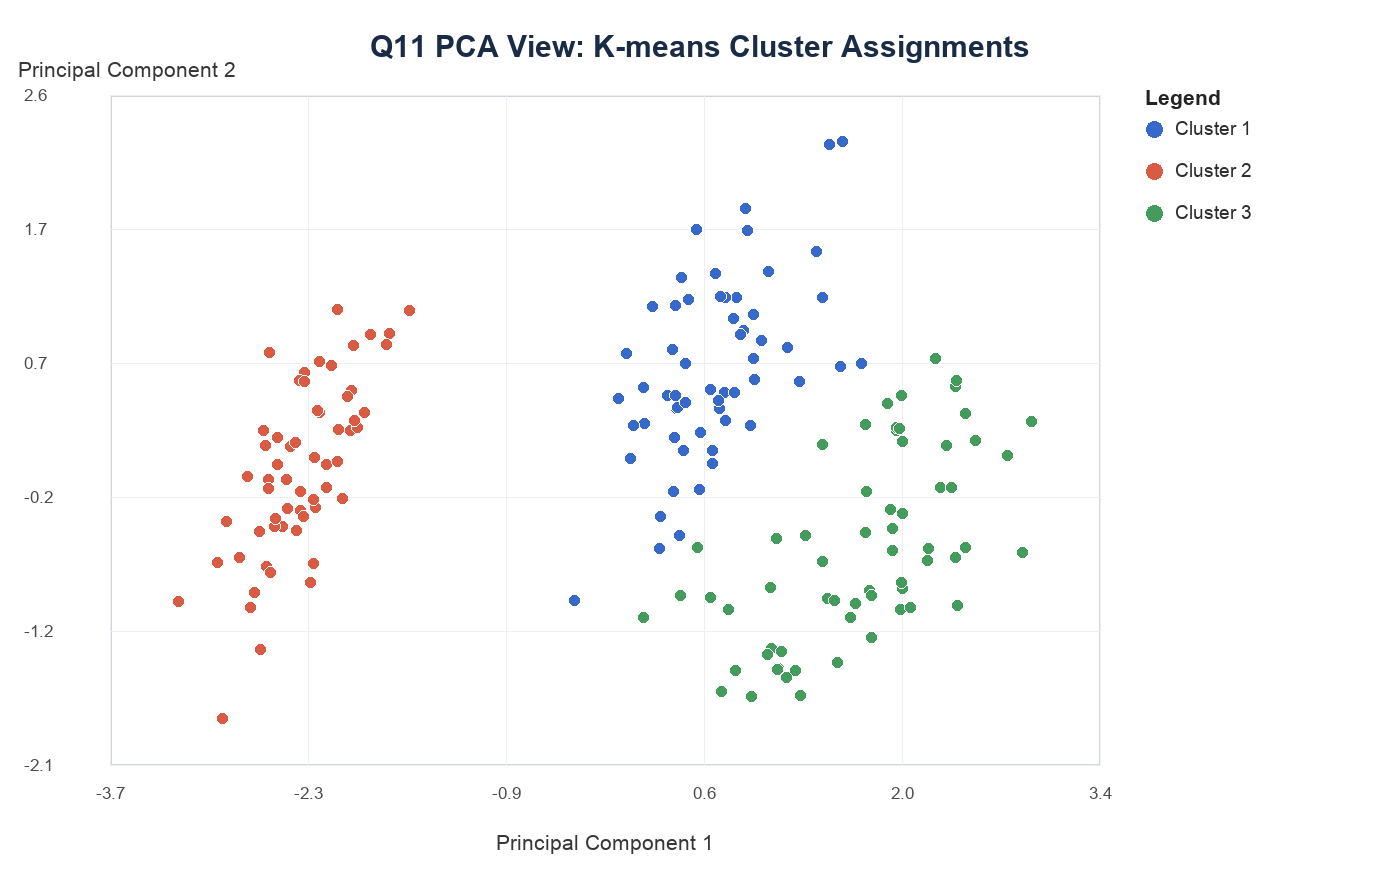 Q11 PCA View: K-means Cluster Assignments
Principal Component 2
Legend
Cluster 1
Cluster 2
Cluster 3
2.6
1.7
0.7
-0.2
-1.2
-2.1
-3.7 -2.3 -0.9 0.6 2.0 3.4
Principal Component 1